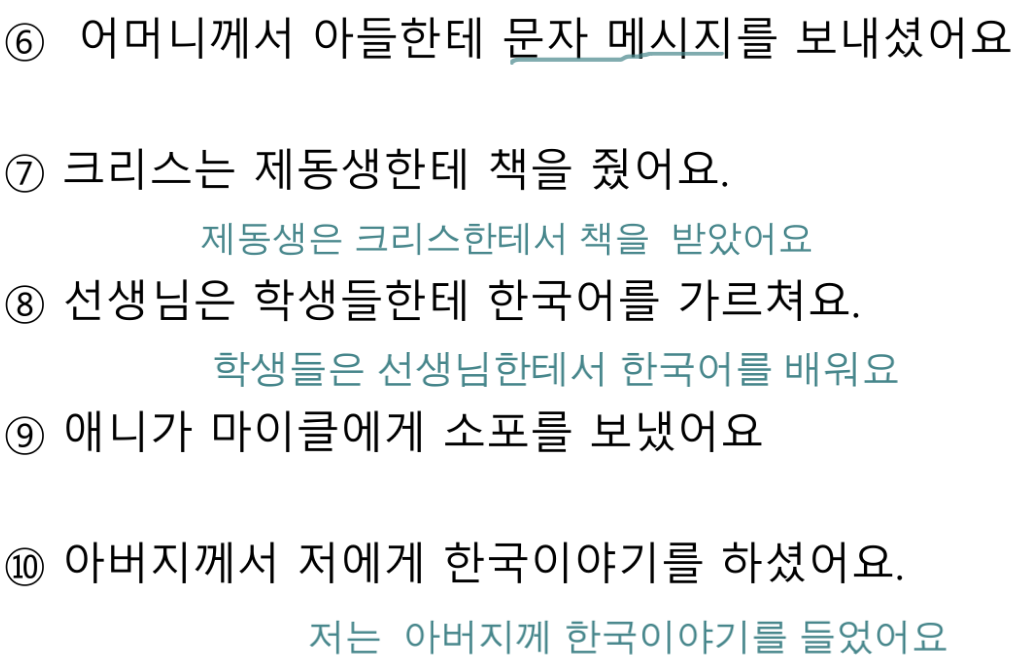 ⑥ 어머니께서 아들한테 문자 메시지를 보내셨어요
⑦ 크리스는 제동생한테 책을 줬어요.
제동생은 크리스한테서 책을 받았어요
⑧ 선생님은 학생들한테 한국어를 가르쳐요.
학생들은 선생님한테서 한국어를 배워요
⑨ 애니가 마이클에게 소포를 보냈어요
⑩ 아버지께서 저에게 한국이야기를 하셨어요.
저는 아버지께 한국이야기를 들었어요